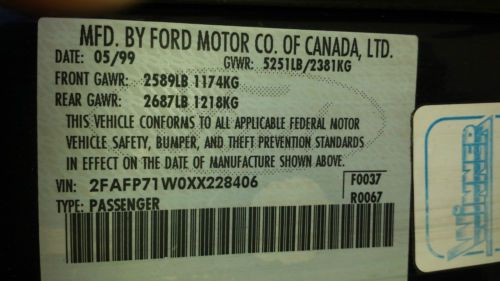 MFD. BY FORD MOTOR CO. OF CANADA, LTD.
DATE: 05/99 GVWR: 5251LB/2381KG
FRONT GAWR: 2589LB 1174KG
REAR GAWR: 2687LB 1218KG
THIS VEHICLE CONFORMS TO ALL APPLICABLE FEDERAL MOTOR
VEHICLE SAFETY, BUMPER, AND THEFT PREVENTION STANDARDS
IN EFFECT ON THE DATE OF MANUFACTURE SHOWN ABOVE.
VIN: 2FAFP71W0XX228406 F0037
TYPE: PASSENGER R0067